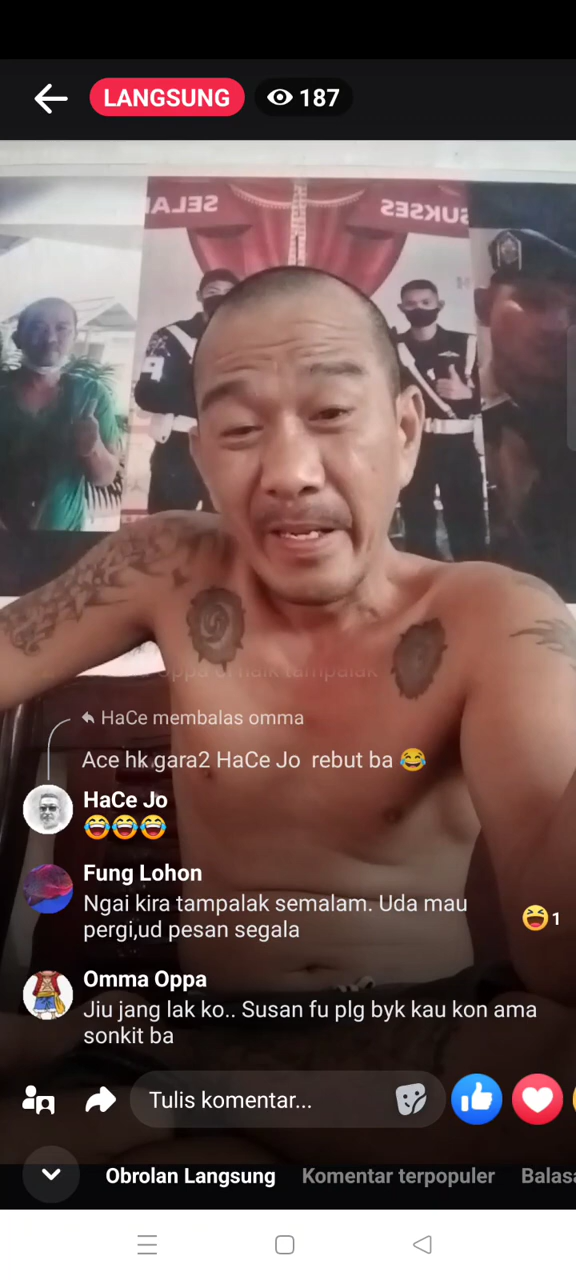 LANGSUNG
187
SELA
SUKSES
HaCe membalas omma
Ace hk gara2 HaCe Jo rebut ba 😂
HaCe Jo
😂😂😂
Fung Lohon
Ngai kira tampalak semalam. Uda mau
pergi,ud pesan segala
😆 1
Omma Oppa
Jiu jang lak ko.. Susan fu plg byk kau kon ama
sonkit ba
Tulis komentar...
Obrolan Langsung
Komentar terpopuler
Balasa